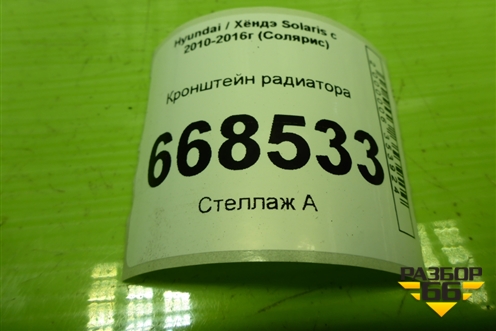 Hyundai / Хёндэ Solaris с
2010-2016г (Солярис)
Кронштейн радиатора
668533
Стеллаж А
РАЗБОР
66